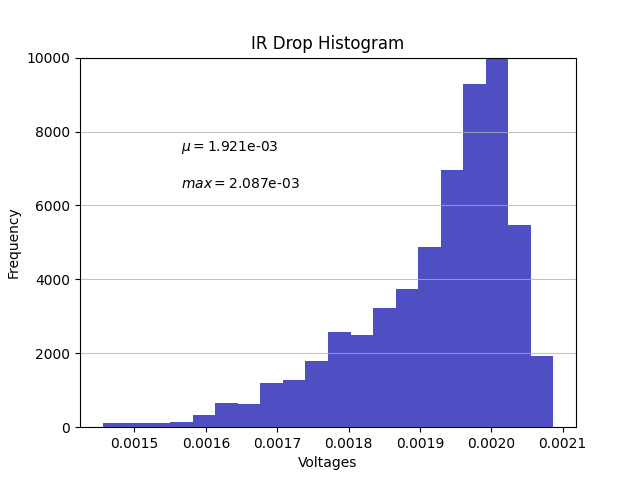 IR Drop Histogram
10000
8000
6000
4000
2000
0
Frequency
μ = 1.921e-03
max = 2.087e-03
0.0015 0.0016 0.0017 0.0018 0.0019 0.0020 0.0021
Voltages